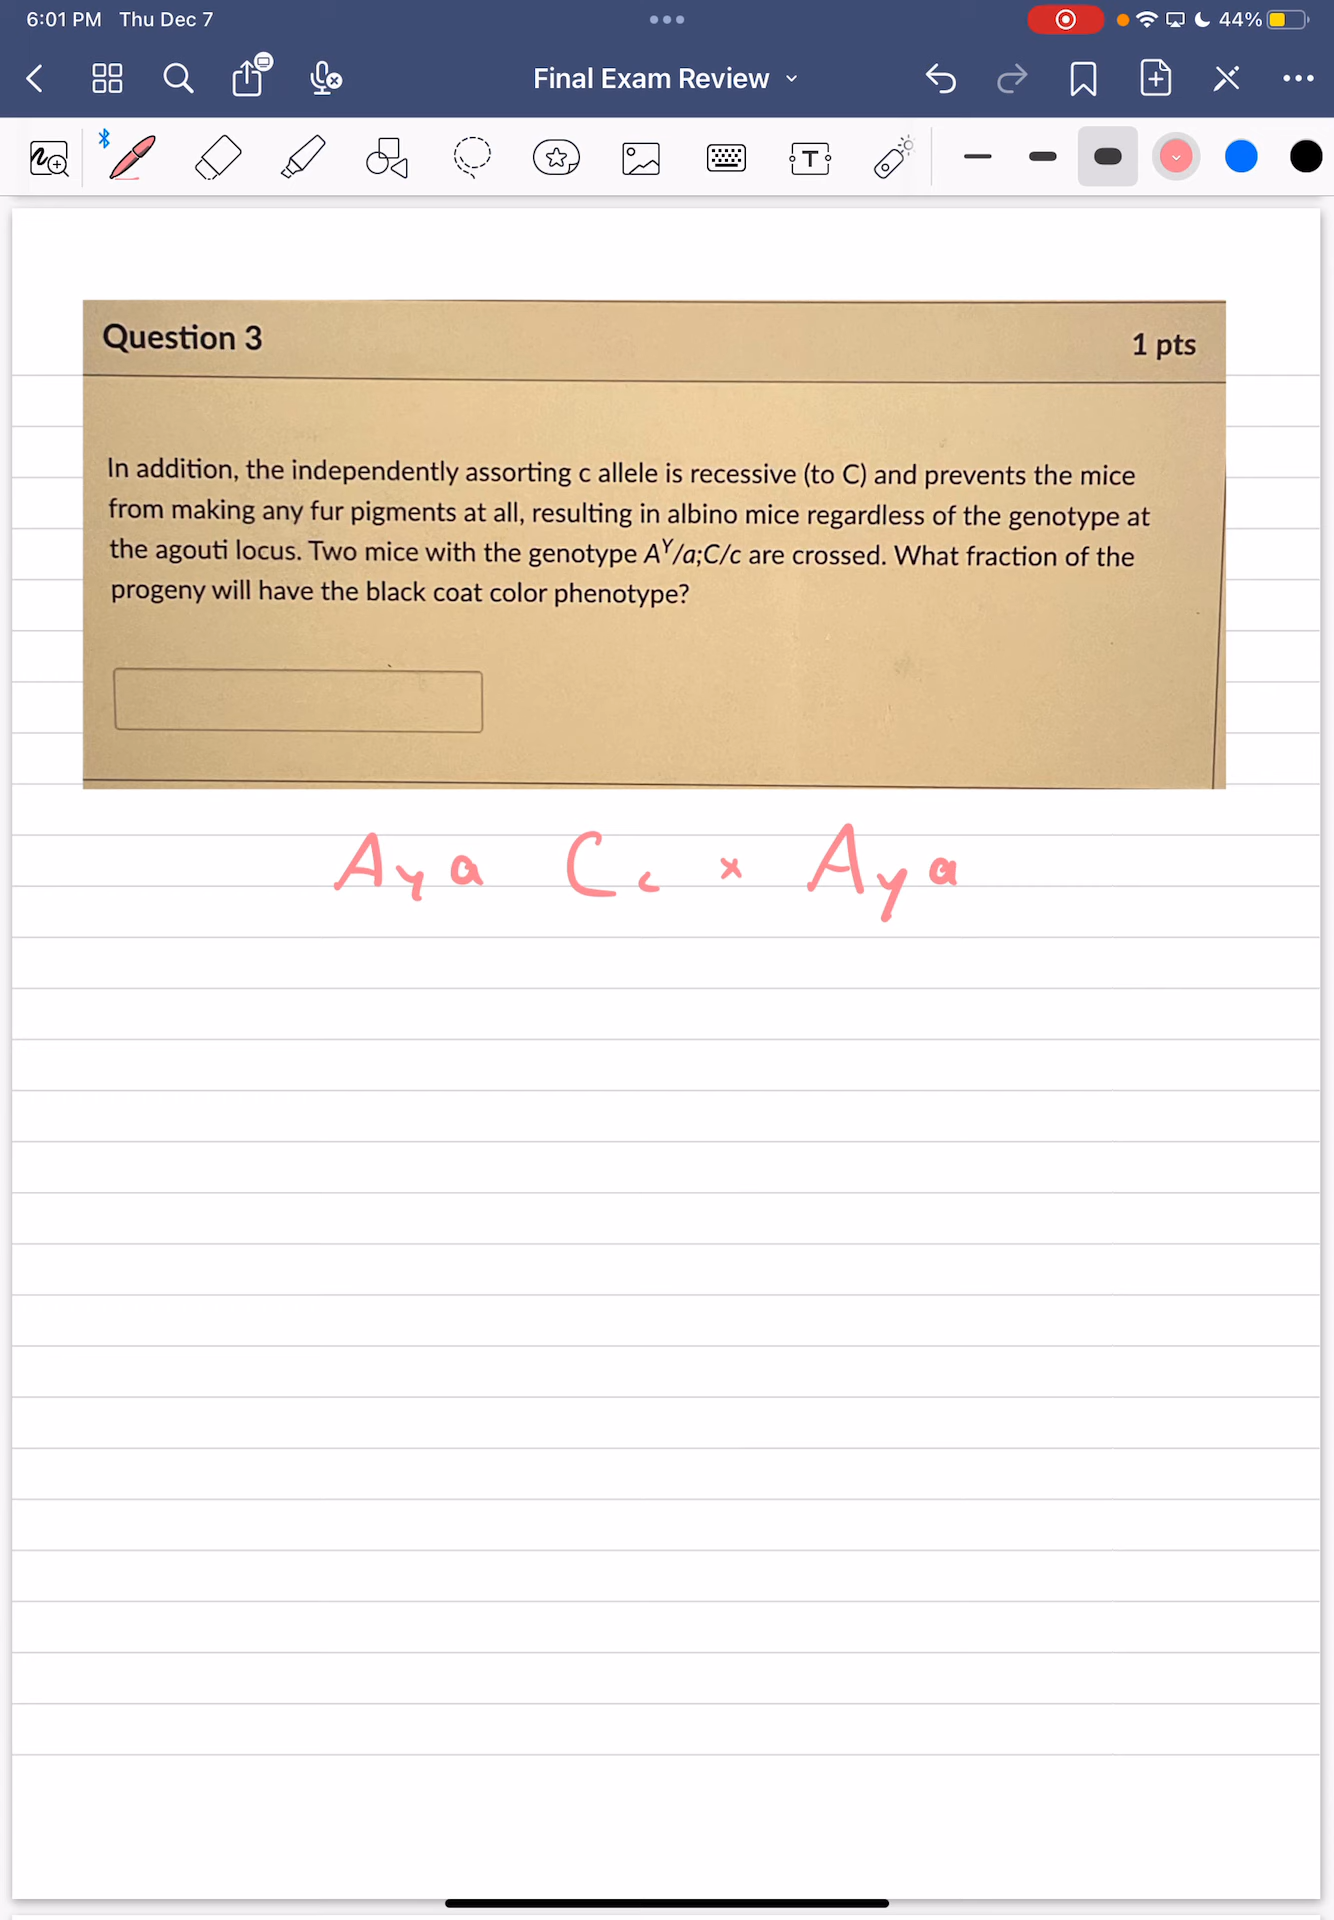 6:01 PM Thu Dec 7
44%
Final Exam Review
T
Question 3
1 pts
In addition, the independently assorting c allele is recessive (to C) and prevents the mice
from making any fur pigments at all, resulting in albino mice regardless of the genotype at
the agouti locus. Two mice with the genotype Aʸ/a;C/c are crossed. What fraction of the
progeny will have the black coat color phenotype?
Aya Cc x Aya